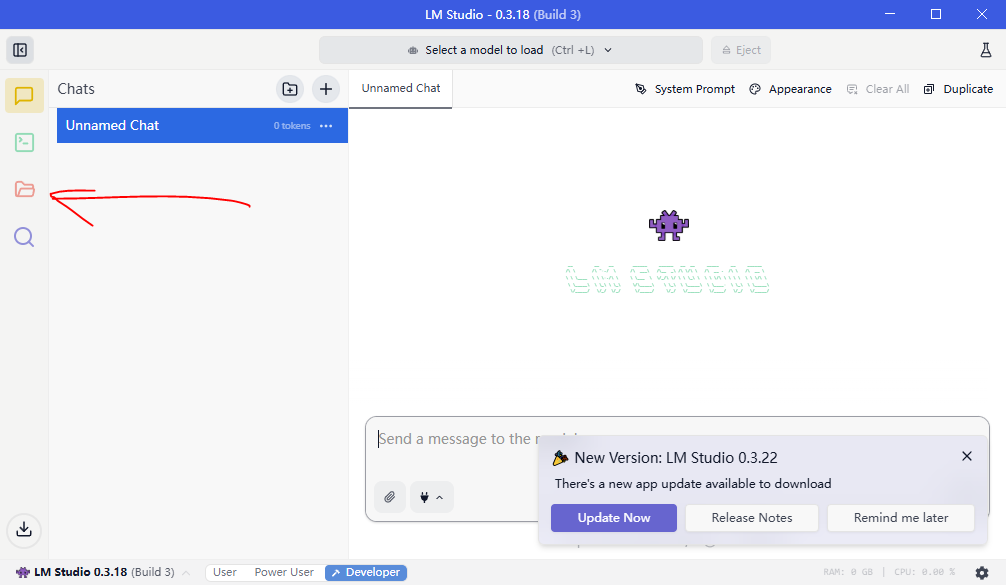 LM Studio - 0.3.18 (Build 3)
Select a model to load (Ctrl +L)
Eject
Chats
Unnamed Chat
System Prompt
Appearance
Clear All
Duplicate
Unnamed Chat
0 tokens
LM STUDIO
Send a message to the
New Version: LM Studio 0.3.22
There's a new app update available to download
Update Now
Release Notes
Remind me later
LM Studio 0.3.18 (Build 3)
User
Power User
Developer
RAM: 0 GB | CPU: 0.00 %